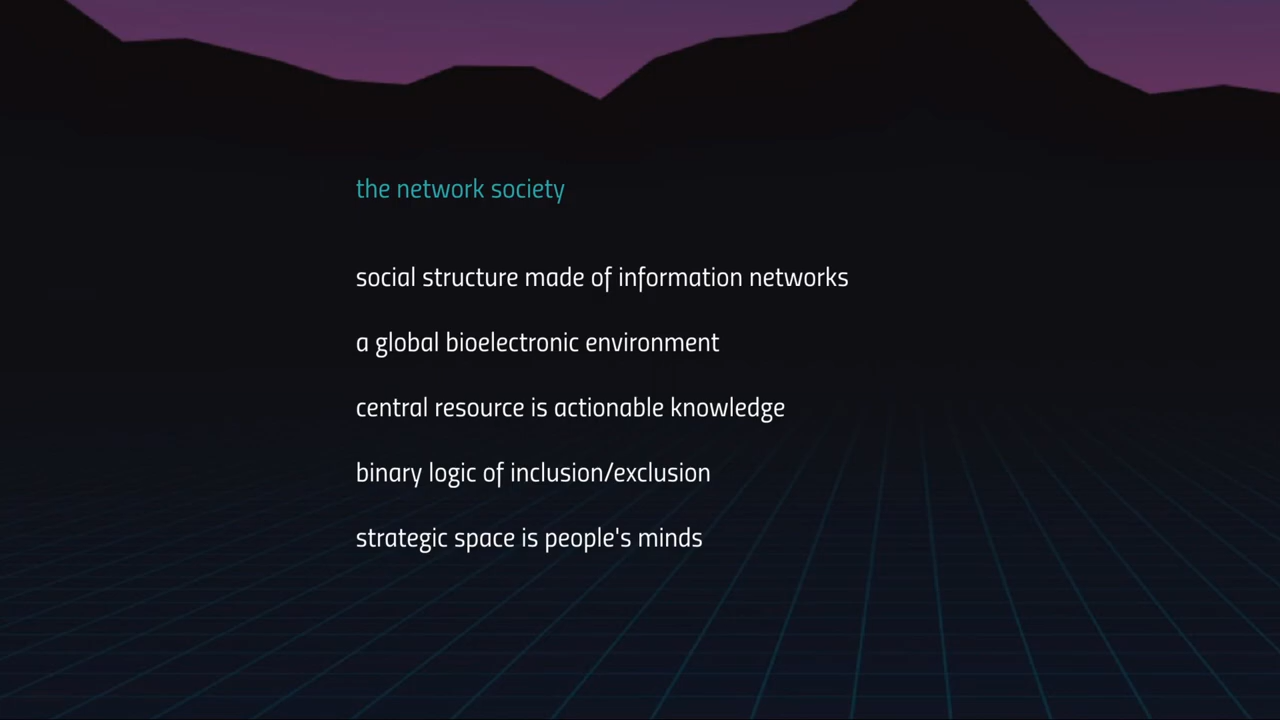 the network society
social structure made of information networks
a global bioelectronic environment
central resource is actionable knowledge
binary logic of inclusion/exclusion
strategic space is people's minds